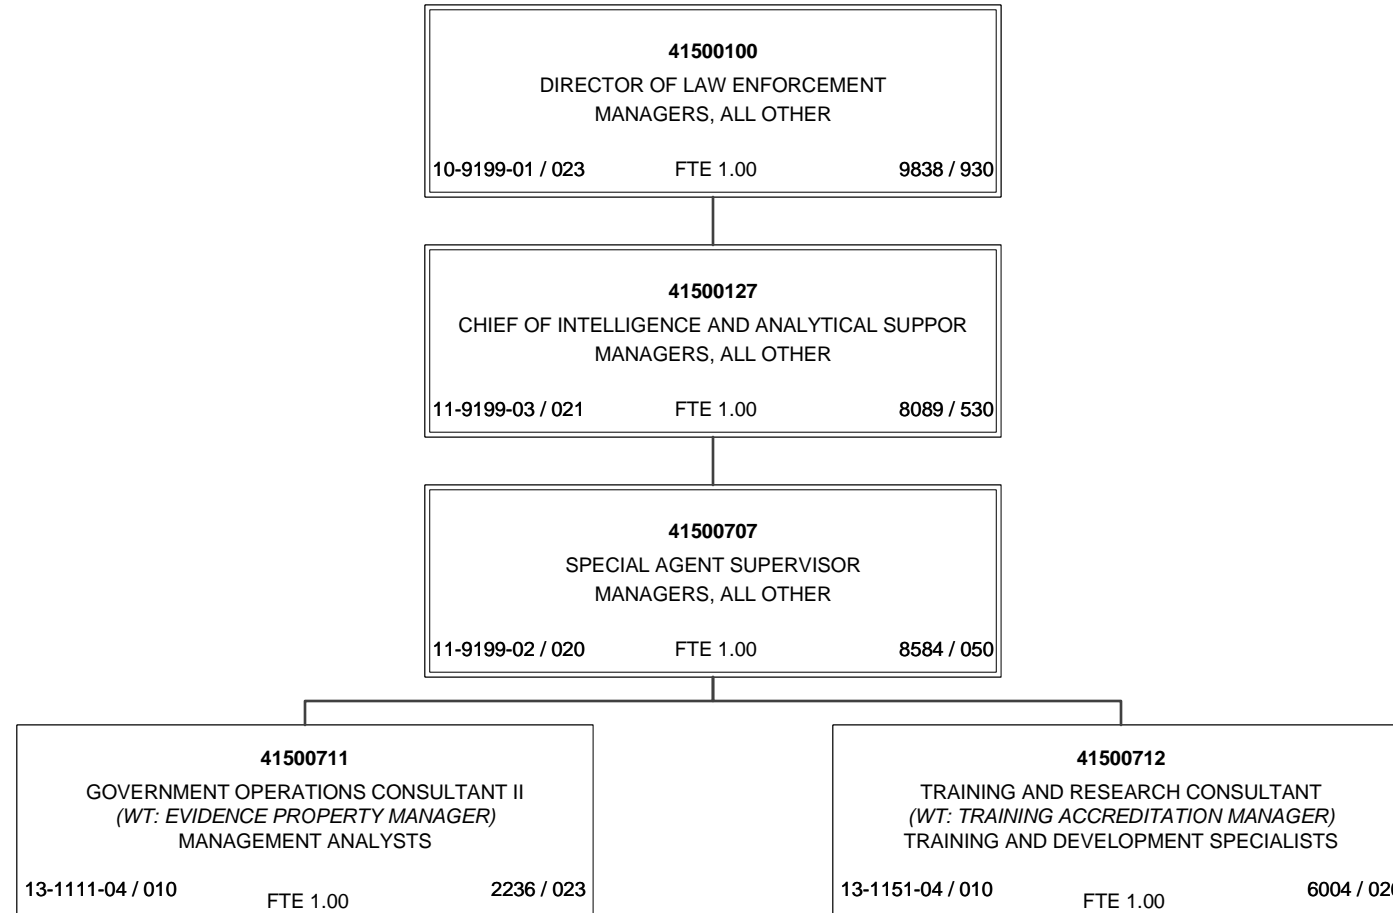 41500100
DIRECTOR OF LAW ENFORCEMENT
MANAGERS, ALL OTHER
10-9199-01 / 023 FTE 1.00 9838 / 930
41500127
CHIEF OF INTELLIGENCE AND ANALYTICAL SUPPOR
MANAGERS, ALL OTHER
11-9199-03 / 021 FTE 1.00 8089 / 530
41500707
SPECIAL AGENT SUPERVISOR
MANAGERS, ALL OTHER
11-9199-02 / 020 FTE 1.00 8584 / 050
41500711
GOVERNMENT OPERATIONS CONSULTANT II
(WT: EVIDENCE PROPERTY MANAGER)
MANAGEMENT ANALYSTS
13-1111-04 / 010 FTE 1.00 2236 / 023
41500712
TRAINING AND RESEARCH CONSULTANT
(WT: TRAINING ACCREDITATION MANAGER)
TRAINING AND DEVELOPMENT SPECIALISTS
13-1151-04 / 010 FTE 1.00 6004 /